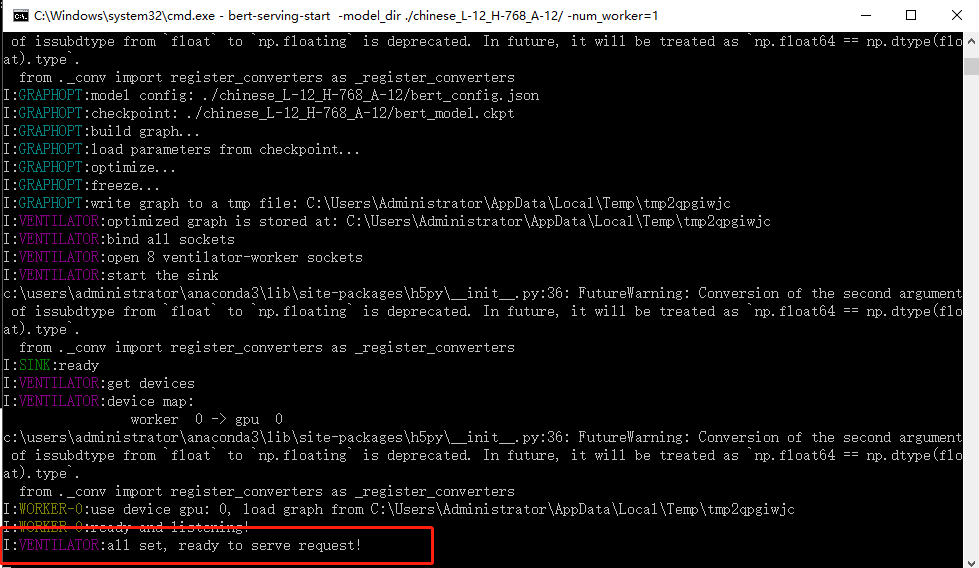 C:\Windows\system32\cmd.exe - bert-serving-start  -model_dir ./chinese_L-12_H-768_A-12/ -num_worker=1
of issubdtype from `float` to `np.floating` is deprecated. In future, it will be treated as `np.float64 == np.dtype(flo
at).type`.
from ._conv import register_converters as _register_converters
I:GRAPHOPT:model config: ./chinese_L-12_H-768_A-12/bert_config.json
I:GRAPHOPT:checkpoint: ./chinese_L-12_H-768_A-12/bert_model.ckpt
I:GRAPHOPT:build graph...
I:GRAPHOPT:load parameters from checkpoint...
I:GRAPHOPT:optimize...
I:GRAPHOPT:freeze...
I:GRAPHOPT:write graph to a tmp file: C:\Users\Administrator\AppData\Local\Temp\tmp2qpgiwjc
I:VENTILATOR:optimized graph is stored at: C:\Users\Administrator\AppData\Local\Temp\tmp2qpgiwjc
I:VENTILATOR:bind all sockets
I:VENTILATOR:open 8 ventilator-worker sockets
I:VENTILATOR:start the sink
c:\users\administrator\anaconda3\lib\site-packages\h5py\__init__.py:36: FutureWarning: Conversion of the second argument
of issubdtype from `float` to `np.floating` is deprecated. In future, it will be treated as `np.float64 == np.dtype(flo
at).type`.
from ._conv import register_converters as _register_converters
I:SINK:ready
I:VENTILATOR:get devices
I:VENTILATOR:device map:
worker  0 -> gpu  0
c:\users\administrator\anaconda3\lib\site-packages\h5py\__init__.py:36: FutureWarning: Conversion of the second argument
of issubdtype from `float` to `np.floating` is deprecated. In future, it will be treated as `np.float64 == np.dtype(flo
at).type`.
from ._conv import register_converters as _register_converters
I:WORKER-0:use device gpu: 0, load graph from C:\Users\Administrator\AppData\Local\Temp\tmp2qpgiwjc
I:WORKER-0:ready and listening!
I:VENTILATOR:all set, ready to serve request!